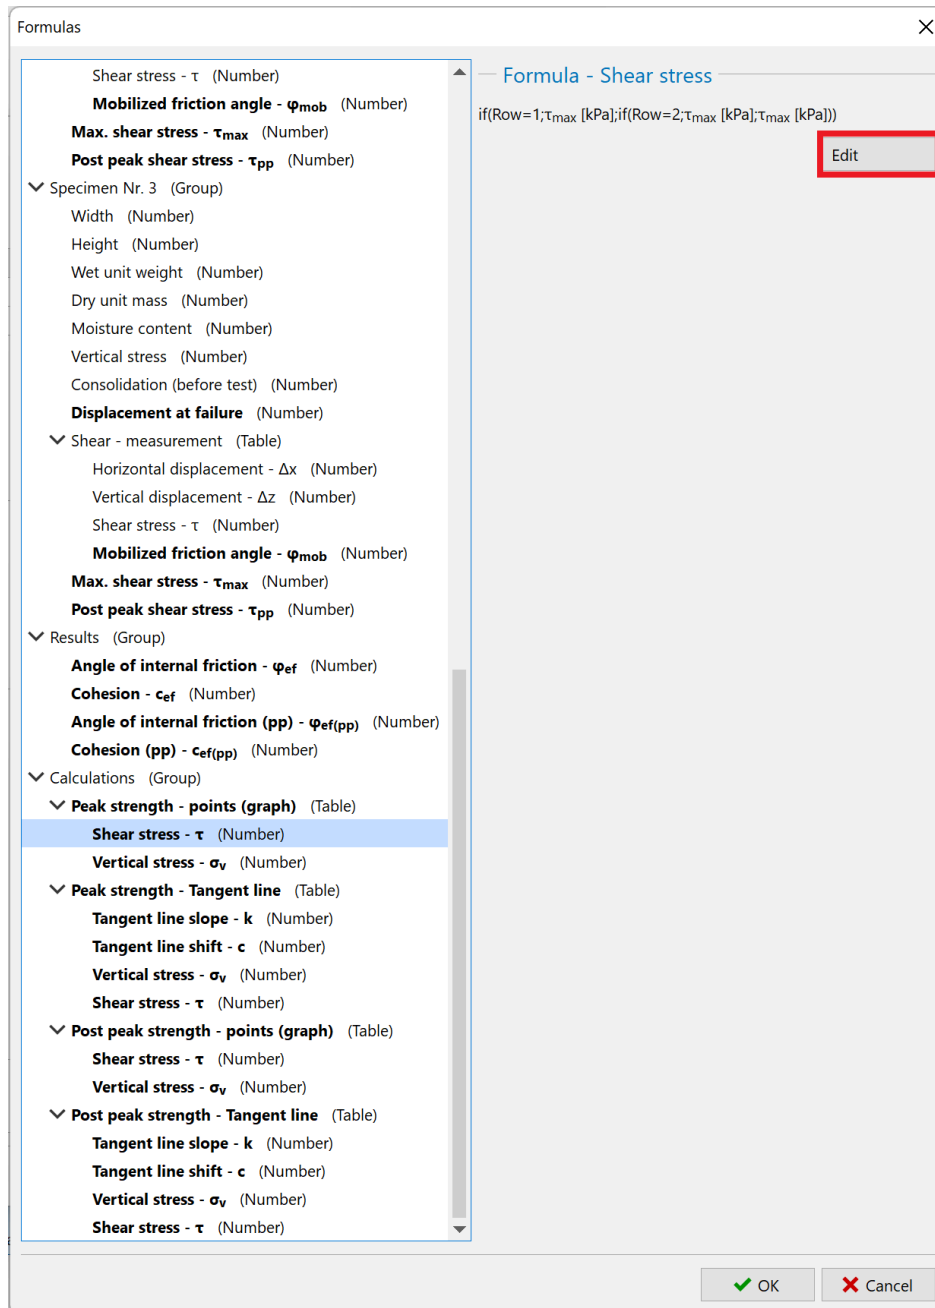 Formulas
Shear stress - τ (Number)
Mobilized friction angle - φmob (Number)
Max. shear stress - τmax (Number)
Post peak shear stress - τpp (Number)
Specimen Nr. 3 (Group)
Width (Number)
Height (Number)
Wet unit weight (Number)
Dry unit mass (Number)
Moisture content (Number)
Vertical stress (Number)
Consolidation (before test) (Number)
Displacement at failure (Number)
Shear - measurement (Table)
Horizontal displacement - Δx (Number)
Vertical displacement - Δz (Number)
Shear stress - τ (Number)
Mobilized friction angle - φmob (Number)
Max. shear stress - τmax (Number)
Post peak shear stress - τpp (Number)
Results (Group)
Angle of internal friction - φef (Number)
Cohesion - cef (Number)
Angle of internal friction (pp) - φef(pp) (Number)
Cohesion (pp) - cef(pp) (Number)
Calculations (Group)
Peak strength - points (graph) (Table)
Shear stress - τ (Number)
Vertical stress - σv (Number)
Peak strength - Tangent line (Table)
Tangent line slope - k (Number)
Tangent line shift - c (Number)
Vertical stress - σv (Number)
Shear stress - τ (Number)
Post peak strength - points (graph) (Table)
Shear stress - τ (Number)
Vertical stress - σv (Number)
Post peak strength - Tangent line (Table)
Tangent line slope - k (Number)
Tangent line shift - c (Number)
Vertical stress - σv (Number)
Shear stress - τ (Number)
Formula - Shear stress
if(Row=1;τmax [kPa];if(Row=2;τmax [kPa];τmax [kPa]))
Edit
OK
Cancel